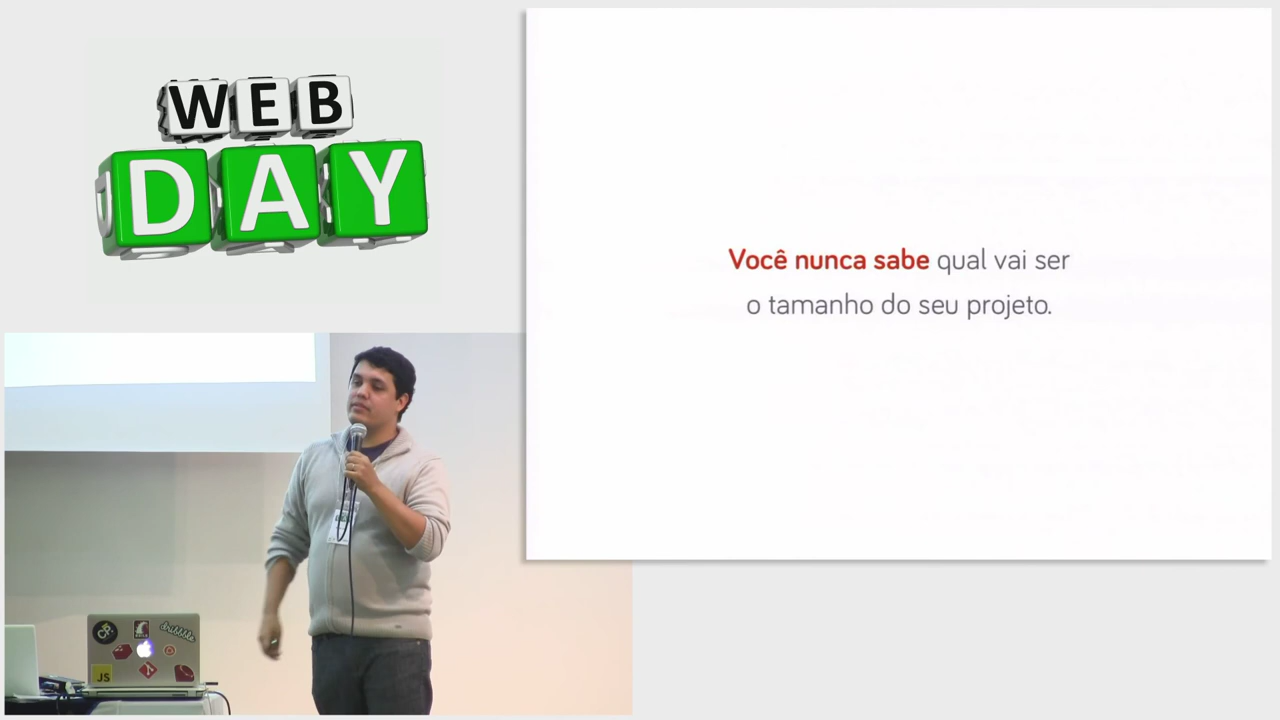 WEB
DAY
Você nunca sabe qual vai ser
o tamanho do seu projeto.
dribbble
JS